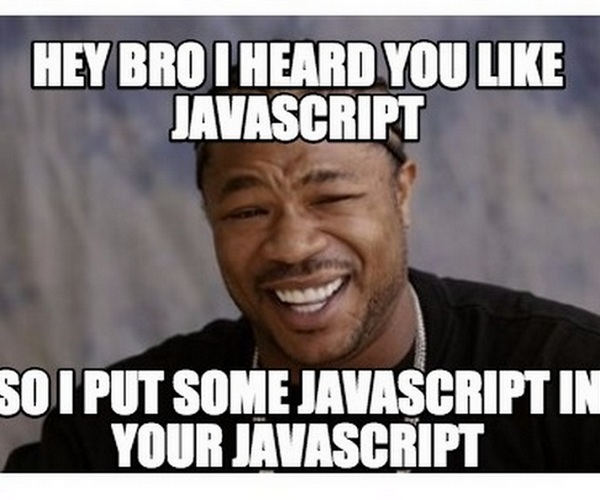 HEY BRO I HEARD YOU LIKE
JAVASCRIPT
SO I PUT SOME JAVASCRIPT IN
YOUR JAVASCRIPT